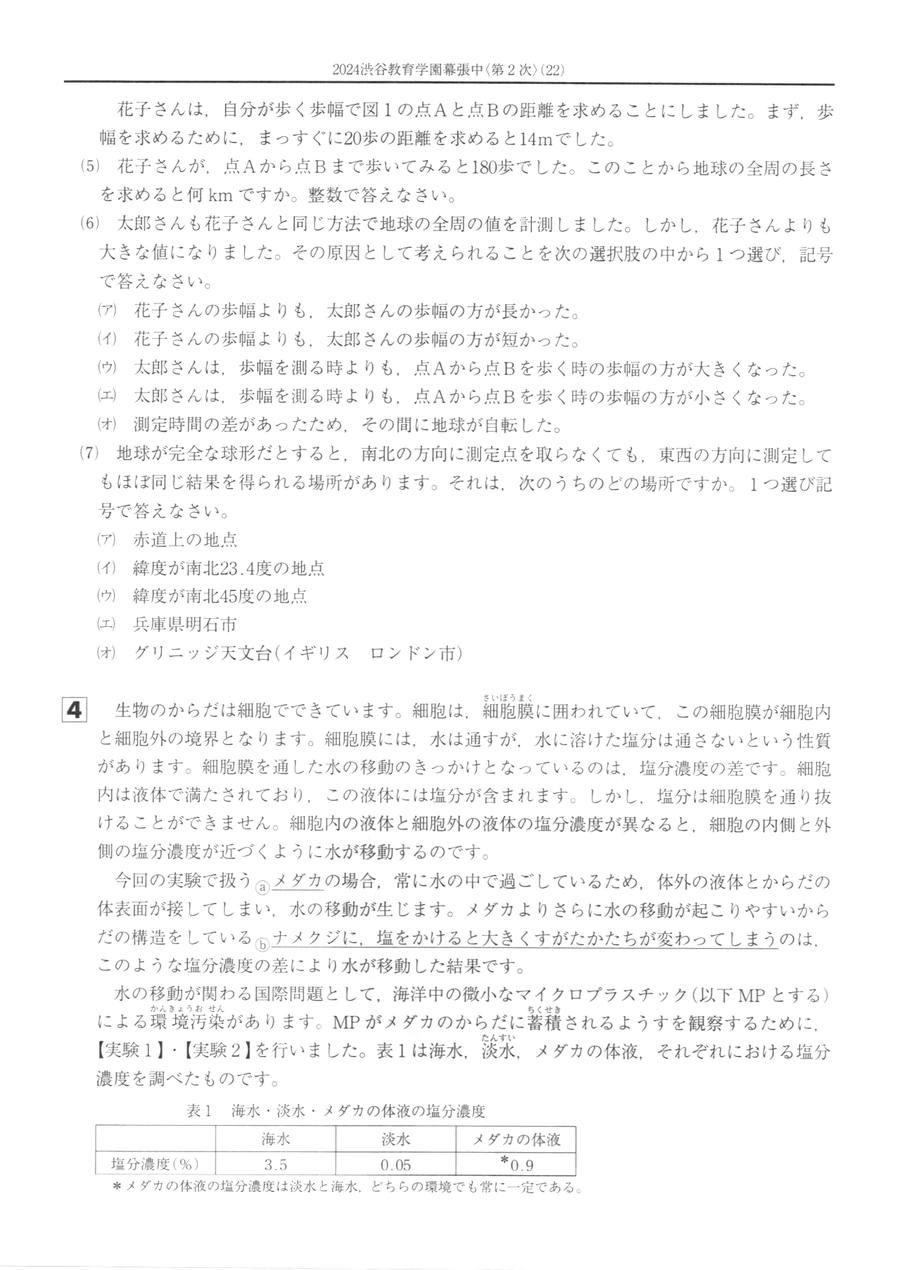 2024渋谷教育学園幕張中〈第2次〉(22)
花子さんは，自分が歩く歩幅で図1の点Aと点Bの距離を求めることにしました。まず，歩
幅を求めるために，まっすぐに20歩の距離を求めると14mでした。
⑸ 花子さんが，点Aから点Bまで歩いてみると180歩でした。このことから地球の全周の長さ
を求めると何kmですか。整数で答えなさい。
⑹ 太郎さんも花子さんと同じ方法で地球の全周の値を計測しました。しかし，花子さんよりも
大きな値になりました。その原因として考えられることを次の選択肢の中から1つ選び，記号
で答えなさい。
㋐ 花子さんの歩幅よりも，太郎さんの歩幅の方が長かった。
㋑ 花子さんの歩幅よりも，太郎さんの歩幅の方が短かった。
㋒ 太郎さんは，歩幅を測る時よりも，点Aから点Bを歩く時の歩幅の方が大きくなった。
㋓ 太郎さんは，歩幅を測る時よりも，点Aから点Bを歩く時の歩幅の方が小さくなった。
㋔ 測定時間の差があったため，その間に地球が自転した。
⑺ 地球が完全な球形だとすると，南北の方向に測定点を取らなくても，東西の方向に測定して
もほぼ同じ結果を得られる場所があります。それは，次のうちのどの場所ですか。1つ選び記
号で答えなさい。
㋐ 赤道上の地点
㋑ 緯度が南北23.4度の地点
㋒ 緯度が南北45度の地点
㋓ 兵庫県明石市
㋔ グリニッジ天文台(イギリス ロンドン市)
4 生物のからだは細胞でできています。細胞は，細胞膜(さいぼうまく)に囲われていて，この細胞膜が細胞内
と細胞外の境界となります。細胞膜には，水は通すが，水に溶けた塩分は通さないという性質
があります。細胞膜を通した水の移動のきっかけとなっているのは，塩分濃度の差です。細胞
内は液体で満たされており，この液体には塩分が含まれます。しかし，塩分は細胞膜を通り抜
けることができません。細胞内の液体と細胞外の液体の塩分濃度が異なると，細胞の内側と外
側の塩分濃度が近づくように水が移動するのです。
今回の実験で扱うⓐメダカの場合，常に水の中で過ごしているため，体外の液体とからだの
体表面が接してしまい，水の移動が生じます。メダカよりさらに水の移動が起こりやすいから
だの構造をしているⓑナメクジに，塩をかけると大きくすがたかたちが変わってしまうのは，
このような塩分濃度の差により水が移動した結果です。
水の移動が関わる国際問題として，海洋中の微小なマイクロプラスチック(以下MPとする)
による環境汚染(かんきょうおせん)があります。MPがメダカのからだに蓄積(ちくせき)されるようすを観察するために，
【実験1】・【実験2】を行いました。表1は海水，淡水(たんすい)，メダカの体液，それぞれにおける塩分
濃度を調べたものです。
表1 海水・淡水・メダカの体液の塩分濃度
海水 淡水 メダカの体液
塩分濃度(%) 3.5 0.05 *0.9
*メダカの体液の塩分濃度は淡水と海水，どちらの環境でも常に一定である。